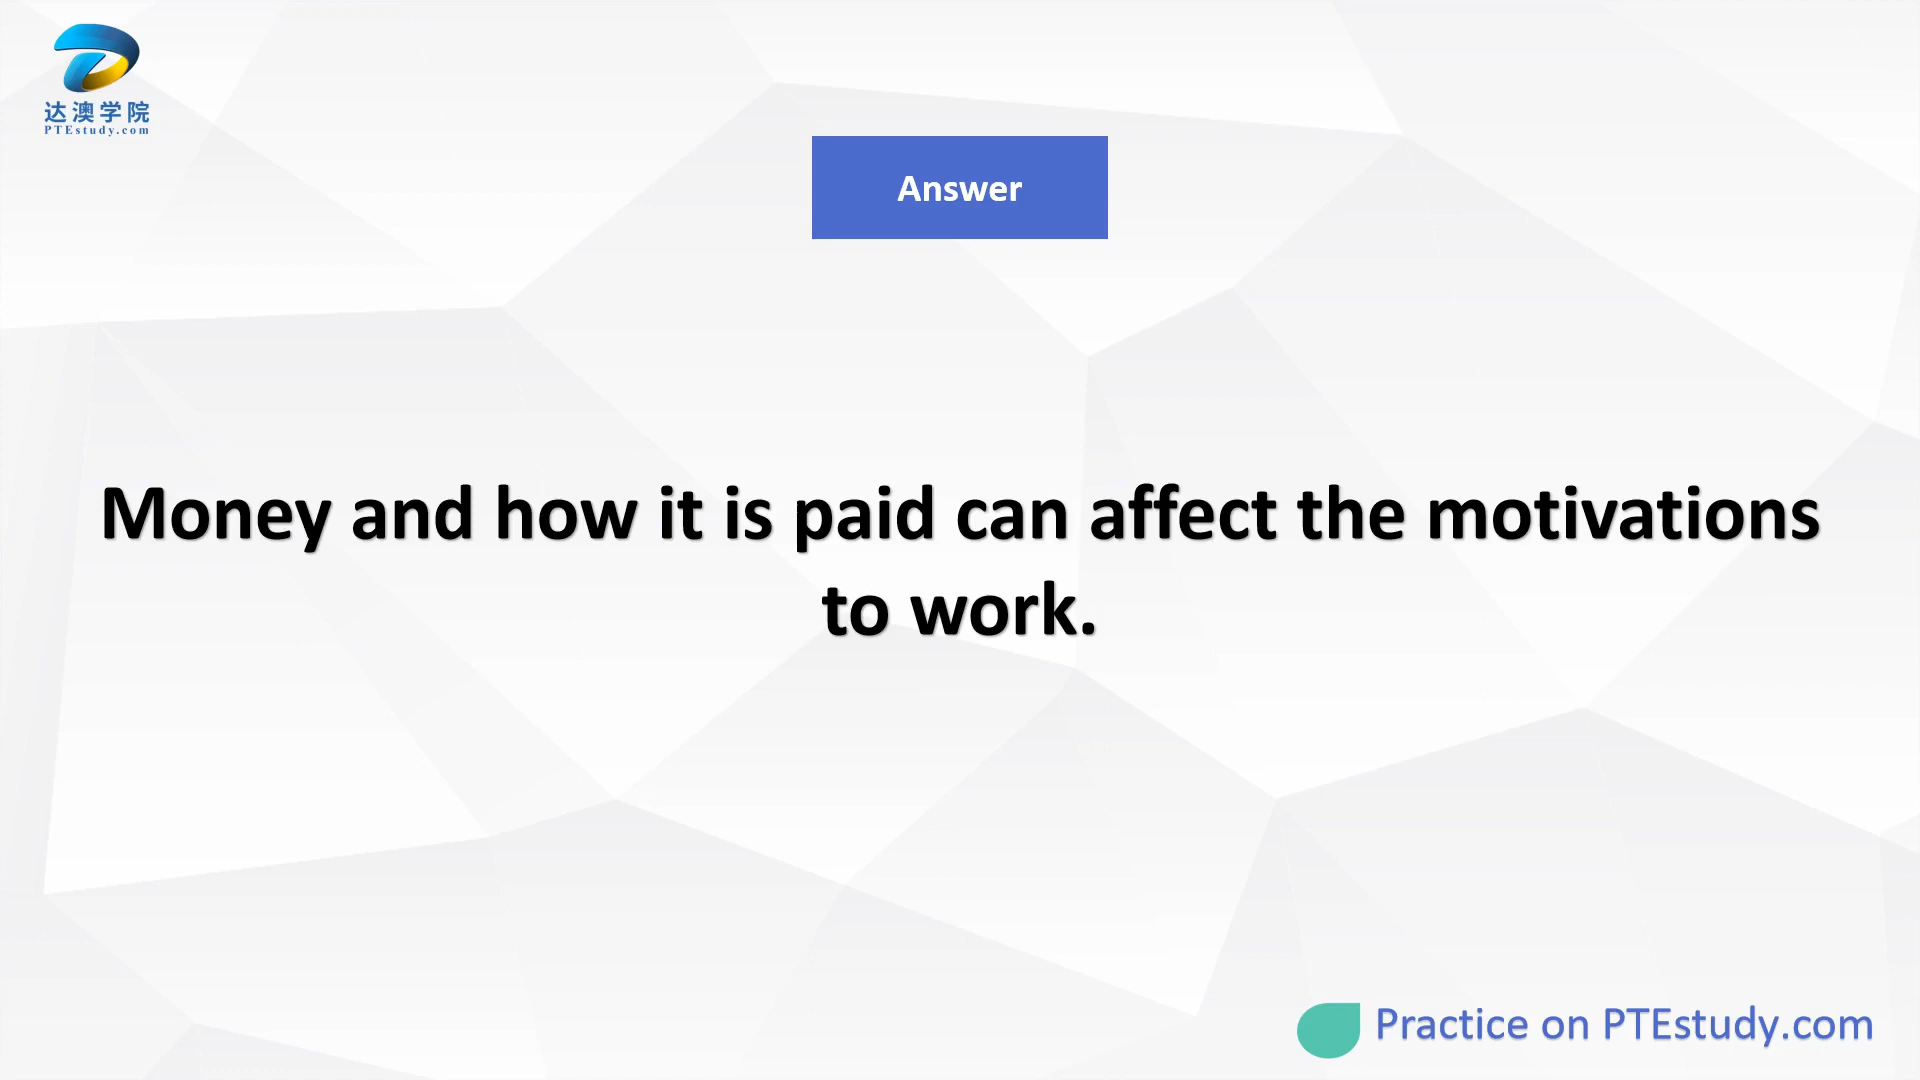 达澳学院
PTEstudy.com
Answer
Money and how it is paid can affect the motivations
to work.
Practice on PTEstudy.com